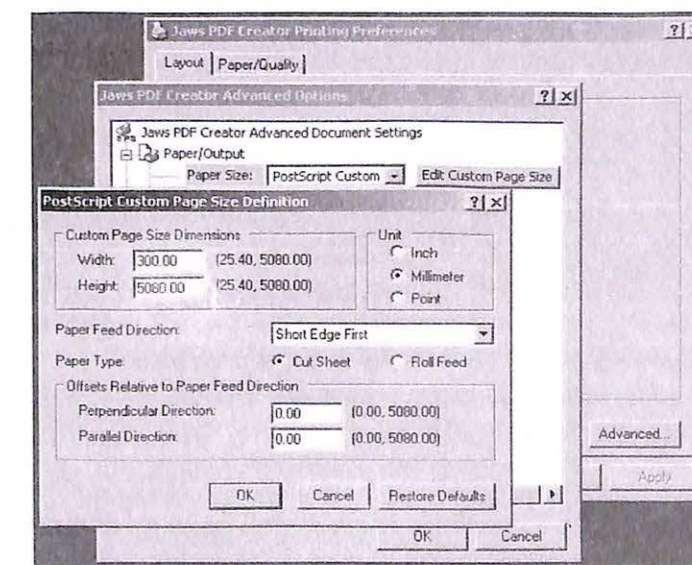 Jaws PDF Creator Printing Preferences
Layout Paper/Quality
Jaws PDF Creator Advanced Options
Jaws PDF Creator Advanced Document Settings
Paper/Output
Paper Size: PostScript Custom Edit Custom Page Size
PostScript Custom Page Size Definition
Custom Page Size Dimensions Unit
Width: 300.00 (25.40, 5080.00) Inch
Millimeter
Height: 5080.00 (25.40, 5080.00)
Point
Paper Feed Direction: Short Edge First
Paper Type: Cut Sheet Roll Feed
Offsets Relative to Paper Feed Direction
Perpendicular Direction: 0.00 (0.00, 5080.00)
Parallel Direction: 0.00 (0.00, 5080.00)
Advanced...
Apply
OK Cancel Restore Defaults
OK Cancel